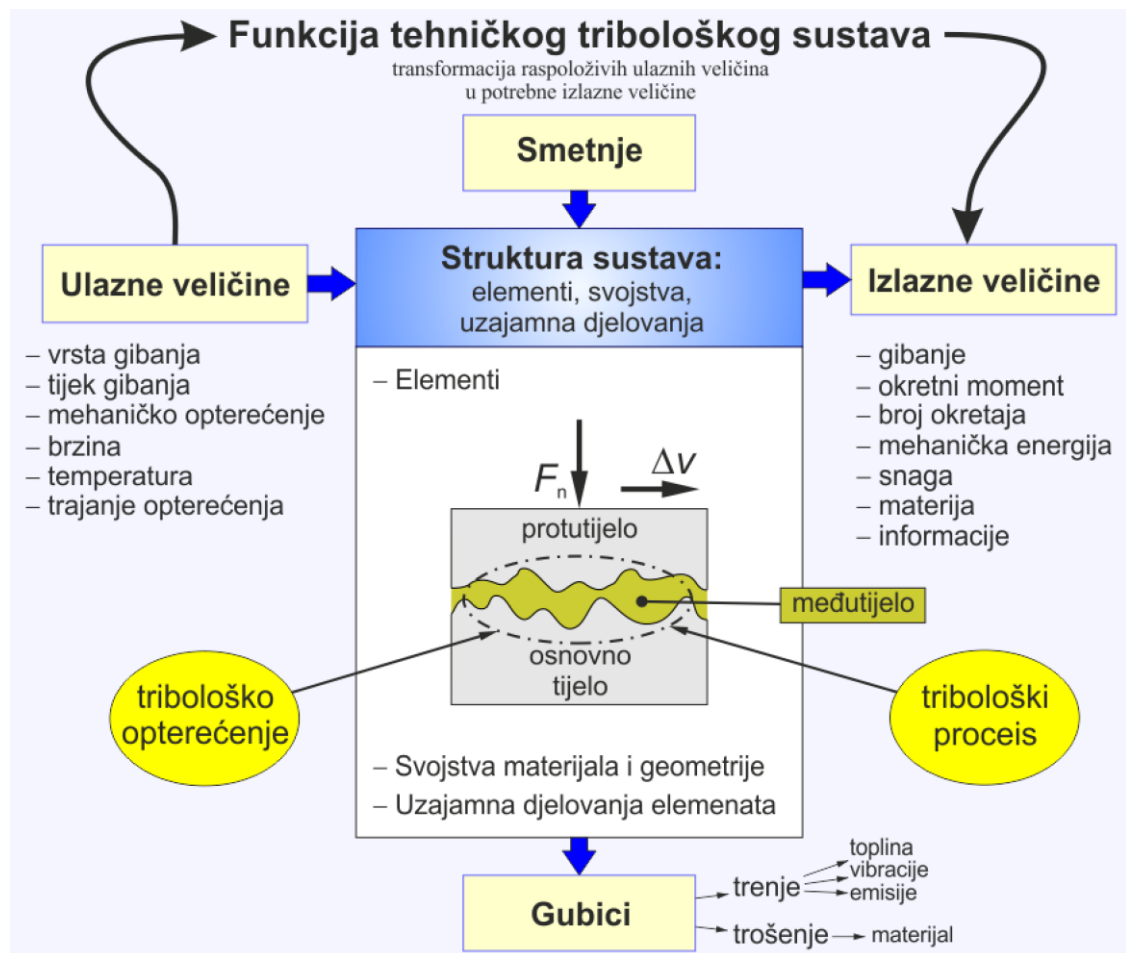 Funkcija tehničkog tribološkog sustava
transformacija raspoloživih ulaznih veličina
u potrebne izlazne veličine
Smetnje
Ulazne veličine
– vrsta gibanja
– tijek gibanja
– mehaničko opterećenje
– brzina
– temperatura
– trajanje opterećenja
Struktura sustava:
elementi, svojstva,
uzajamna djelovanja
– Elementi
Fn
Δv
protutijelo
međutijelo
osnovno
tijelo
– Svojstva materijala i geometrije
– Uzajamna djelovanja elemenata
Izlazne veličine
– gibanje
– okretni moment
– broj okretaja
– mehanička energija
– snaga
– materija
– informacije
tribološko
opterećenje
tribološki
proceis
Gubici
trenje
toplina
vibracije
emisije
trošenje
materijal